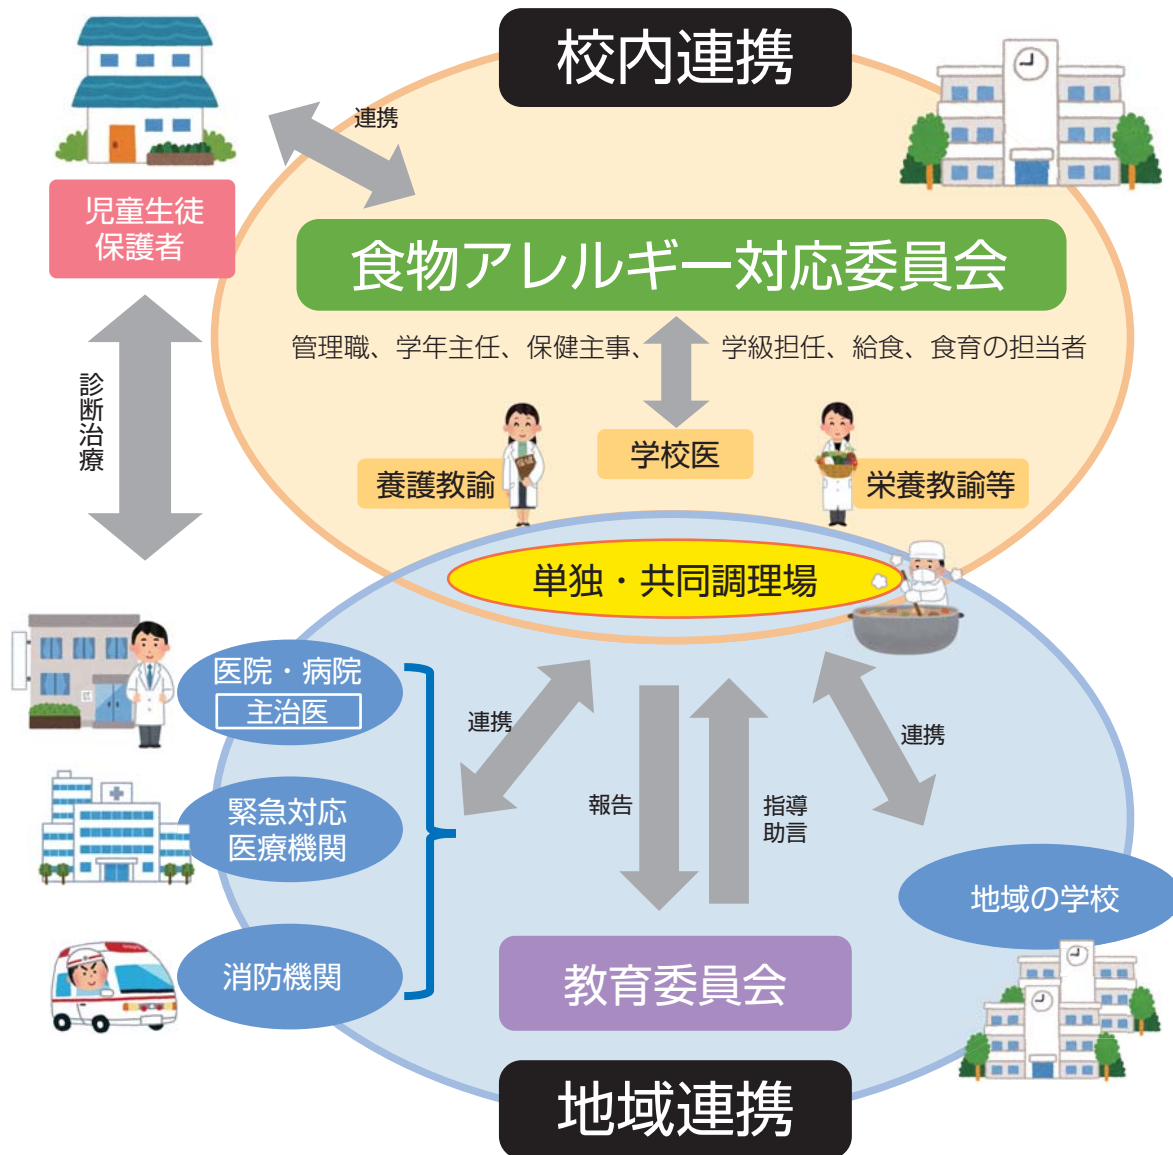 校内連携
連携
児童生徒
保護者
食物アレルギー対応委員会
管理職、学年主任、保健主事、
学級担任、給食、食育の担当者
診断治療
学校医
養護教諭
栄養教諭等
単独・共同調理場
医院・病院
主治医
連携
連携
緊急対応
医療機関
報告
指導
助言
地域の学校
消防機関
教育委員会
地域連携